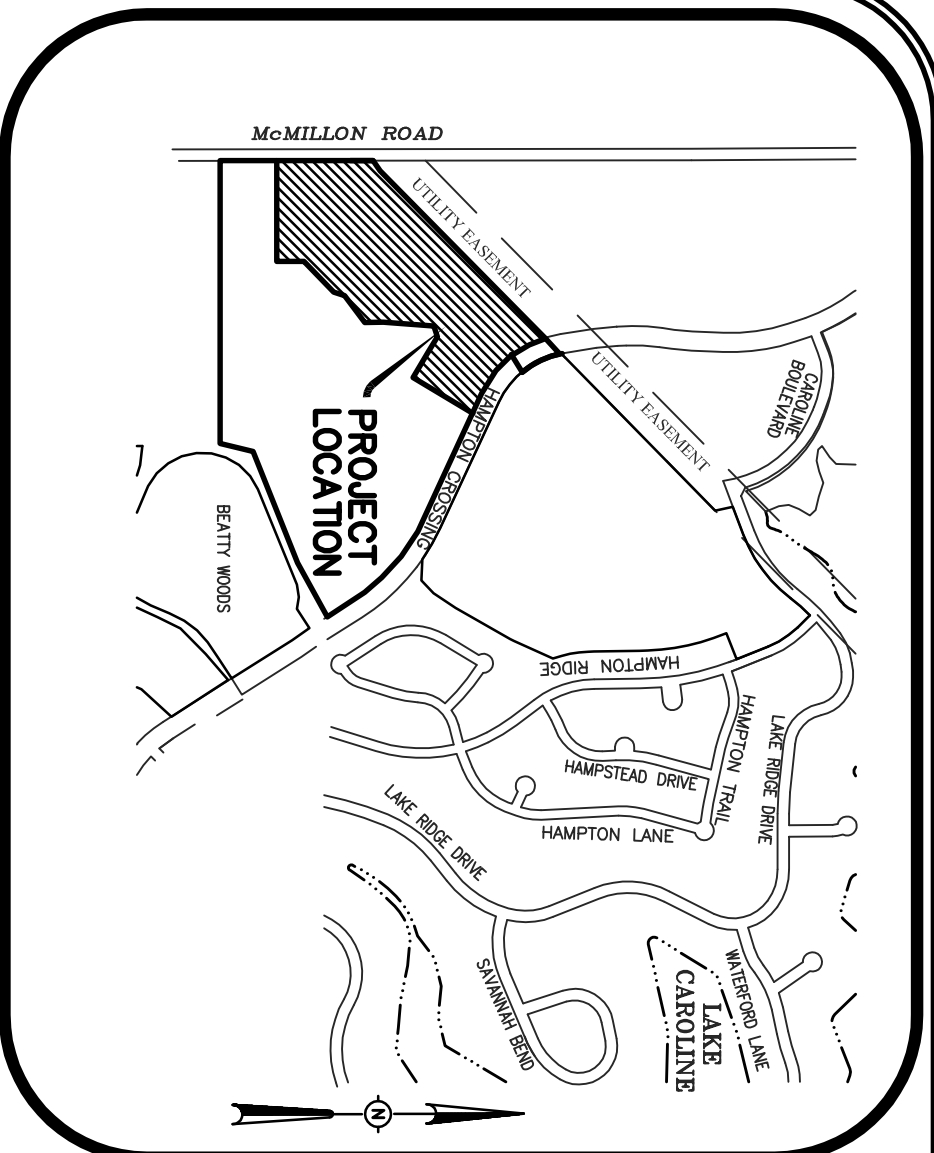 McMILLON ROAD
UTILITY EASEMENT
UTILITY EASEMENT
CAROLINE
BOULEVARD
HAMPTON CROSSING
PROJECT
LOCATION
BEATTY WOODS
HAMPTON RIDGE
HAMPTON TRAIL
LAKE RIDGE DRIVE
HAMPSTEAD DRIVE
HAMPTON LANE
LAKE RIDGE DRIVE
SAVANNAH BEND
WATERFORD LANE
LAKE
CAROLINE
N